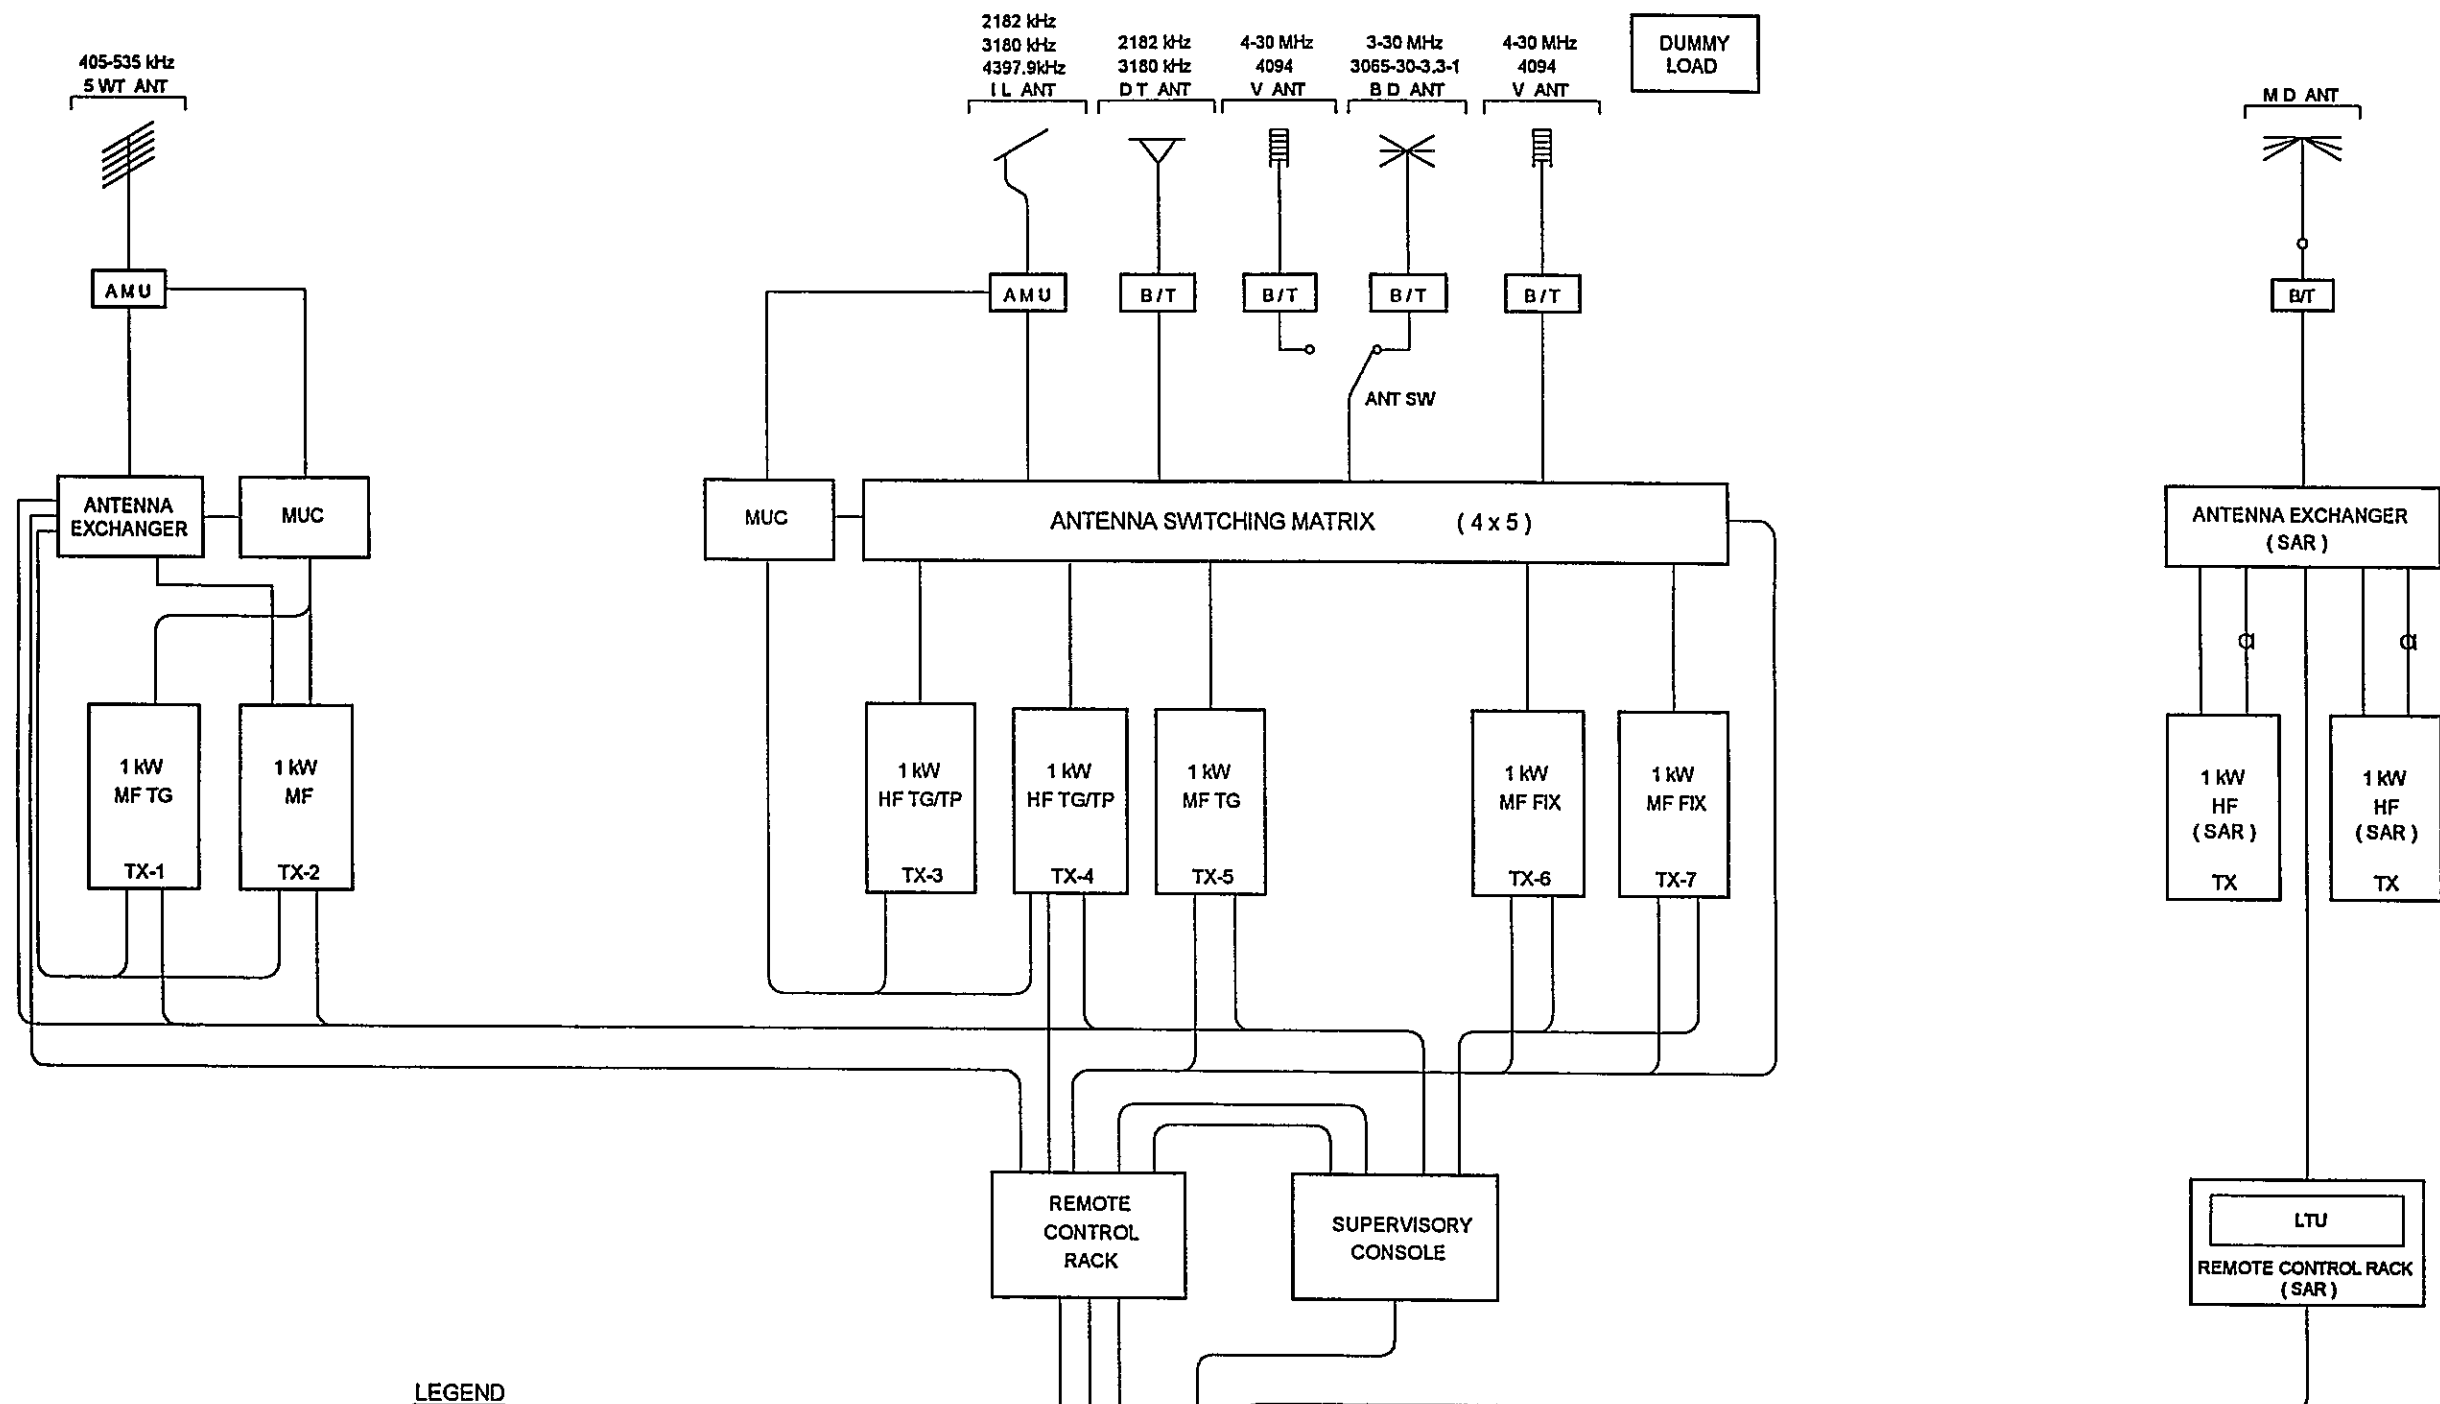 405-535 kHz
5 WT ANT
2182 kHz
3180 kHz
4397.9kHz
I L ANT
2182 kHz
3180 kHz
D T ANT
4-30 MHz
4094
V ANT
3-30 MHz
3065-30-3.3-1
B D ANT
4-30 MHz
4094
V ANT
DUMMY
LOAD
M D ANT
A M U
A M U
B / T
B / T
B / T
B / T
B/T
ANT SW
ANTENNA
EXCHANGER
MUC
MUC
ANTENNA SWITCHING MATRIX ( 4 x 5 )
ANTENNA EXCHANGER
( SAR )
1 kW
MF TG
TX-1
1 kW
MF
TX-2
1 kW
HF TG/TP
TX-3
1 kW
HF TG/TP
TX-4
1 kW
MF TG
TX-5
1 kW
MF FIX
TX-6
1 kW
MF FIX
TX-7
1 kW
HF
( SAR )
TX
1 kW
HF
( SAR )
TX
REMOTE
CONTROL
RACK
SUPERVISORY
CONSOLE
LTU
REMOTE CONTROL RACK
( SAR )
LEGEND